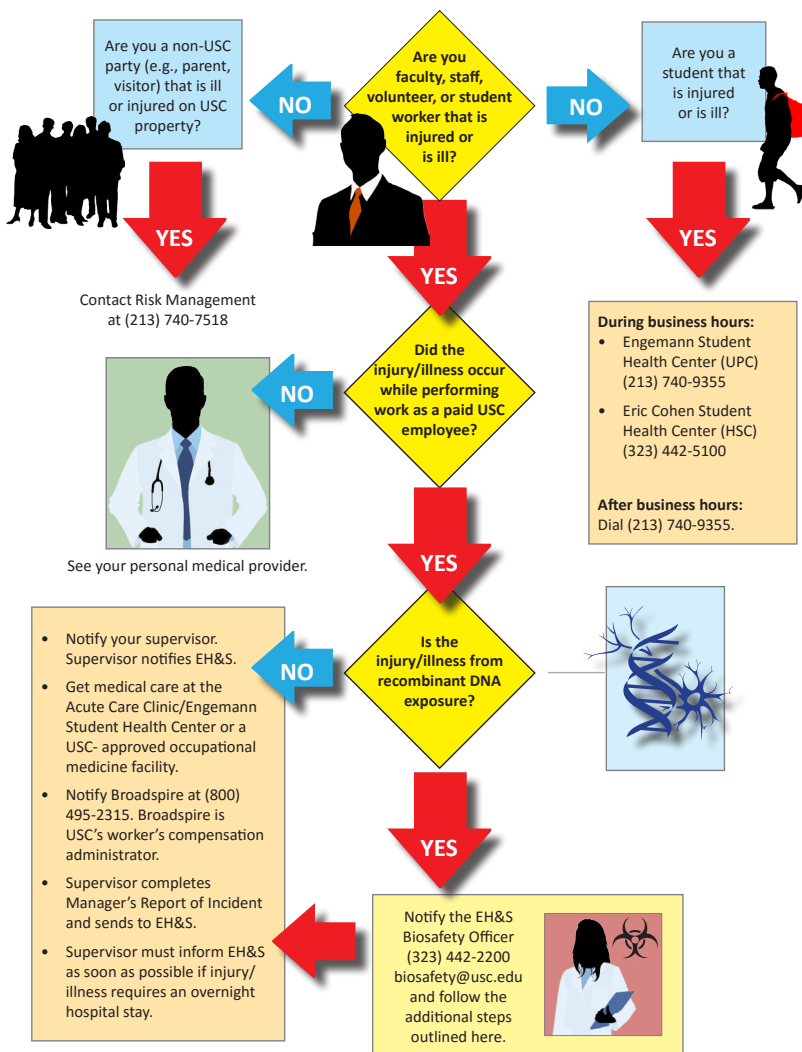 Are you a non-USC
party (e.g., parent,
visitor) that is ill
or injured on USC
property?
NO
Are you
faculty, staff,
volunteer, or student
worker that is
injured or
is ill?
NO
Are you a
student that
is injured
or is ill?
YES
YES
YES
Contact Risk Management
at (213) 740-7518
Did the
injury/illness occur
while performing
work as a paid USC
employee?
NO
See your personal medical provider.
During business hours:
• Engemann Student
Health Center (UPC)
(213) 740-9355
• Eric Cohen Student
Health Center (HSC)
(323) 442-5100
After business hours:
Dial (213) 740-9355.
YES
Is the
injury/illness from
recombinant DNA
exposure?
NO
• Notify your supervisor.
Supervisor notifies EH&S.
• Get medical care at the
Acute Care Clinic/Engemann
Student Health Center or a
USC- approved occupational
medicine facility.
• Notify Broadspire at (800)
495-2315. Broadspire is
USC's worker's compensation
administrator.
• Supervisor completes
Manager's Report of Incident
and sends to EH&S.
• Supervisor must inform EH&S
as soon as possible if injury/
illness requires an overnight
hospital stay.
YES
Notify the EH&S
Biosafety Officer
(323) 442-2200
biosafety@usc.edu
and follow the
additional steps
outlined here.